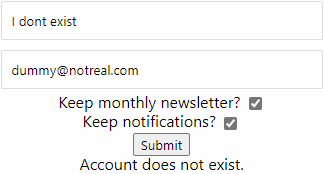 I dont exist
dummy@notreal.com
Keep monthly newsletter?
Keep notifications?
Submit
Account does not exist.